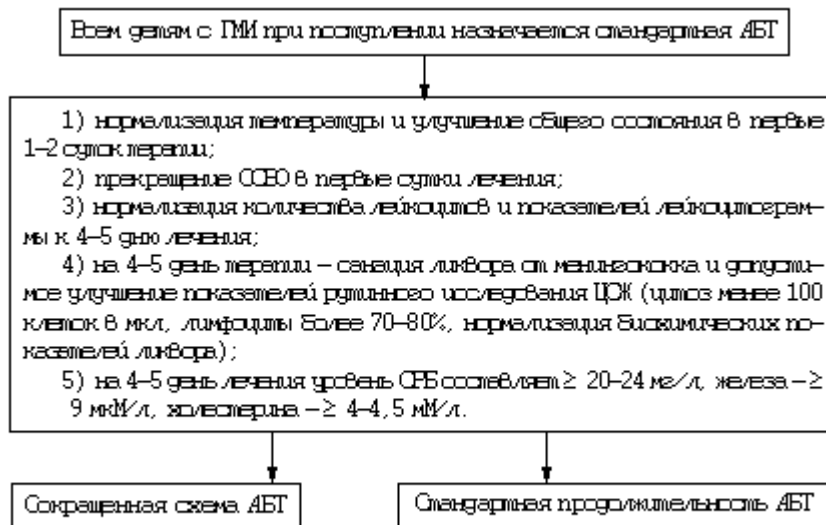 Всем детям с ГМИ при поступлении назначается стандартная АБТ
1) нормализация температуры и улучшение общего состояния в первые
1–2 суток терапии;
2) прекращение ССВО в первые сутки лечения;
3) нормализация количества лейкоцитов и показателей лейкоцитограм-
мы к 4–5 дню лечения;
4) на 4–5 день терапии – санация ликвора от менингококка и допусти-
мое улучшение показателей рутинного исследования ЦСЖ (цитоз менее 100
клеток в мкл, лимфоциты более 70–80%, нормализация биохимических по-
казателей ликвора);
5) на 4–5 день лечения уровень СРБ составляет ≥ 20–24 мг/л, железа – ≥
9 мкМ/л, холестерина – ≥ 4–4,5 мМ/л.
Сокращенная схема АБТ
Стандартная продолжительность АБТ